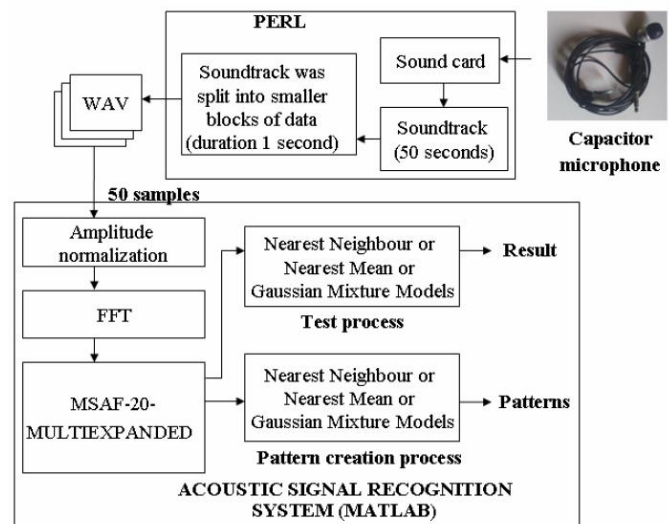 PERL
Sound card
Soundtrack
(50 seconds)
Soundtrack was
split into smaller
blocks of data
(duration 1 second)
WAV
Capacitor
microphone
50 samples
Amplitude
normalization
FFT
MSAF-20-
MULTIEXPANDED
Nearest Neighbour or
Nearest Mean or
Gaussian Mixture Models
Test process
Result
Nearest Neighbour or
Nearest Mean or
Gaussian Mixture Models
Pattern creation process
Patterns
ACOUSTIC SIGNAL RECOGNITION
SYSTEM (MATLAB)